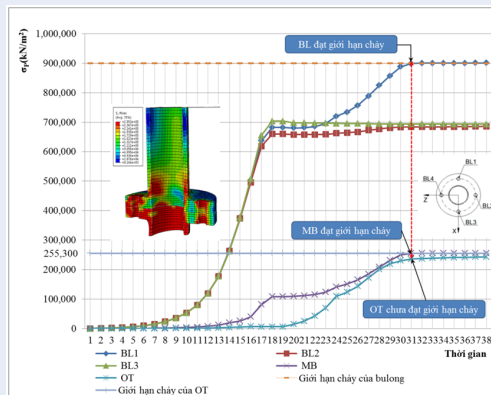 σF(kN/m²)
1,000,000
900,000
800,000
700,000
600,000
500,000
400,000
300,000
255,300
200,000
100,000
0
BL đạt giới hạn chảy
BL1
BL4
BL2
Z
BL3
X
MB đạt giới hạn chảy
OT chưa đạt giới hạn chảy
1 2 3 4 5 6 7 8 9 10 11 12 13 14 15 16 17 18 19 20 21 22 23 24 25 26 27 28 29 30 31 32 33 34 35 36 37 38
Thời gian
BL1
BL2
BL3
MB
OT
Giới hạn chảy của bulong
Giới hạn chảy của OT